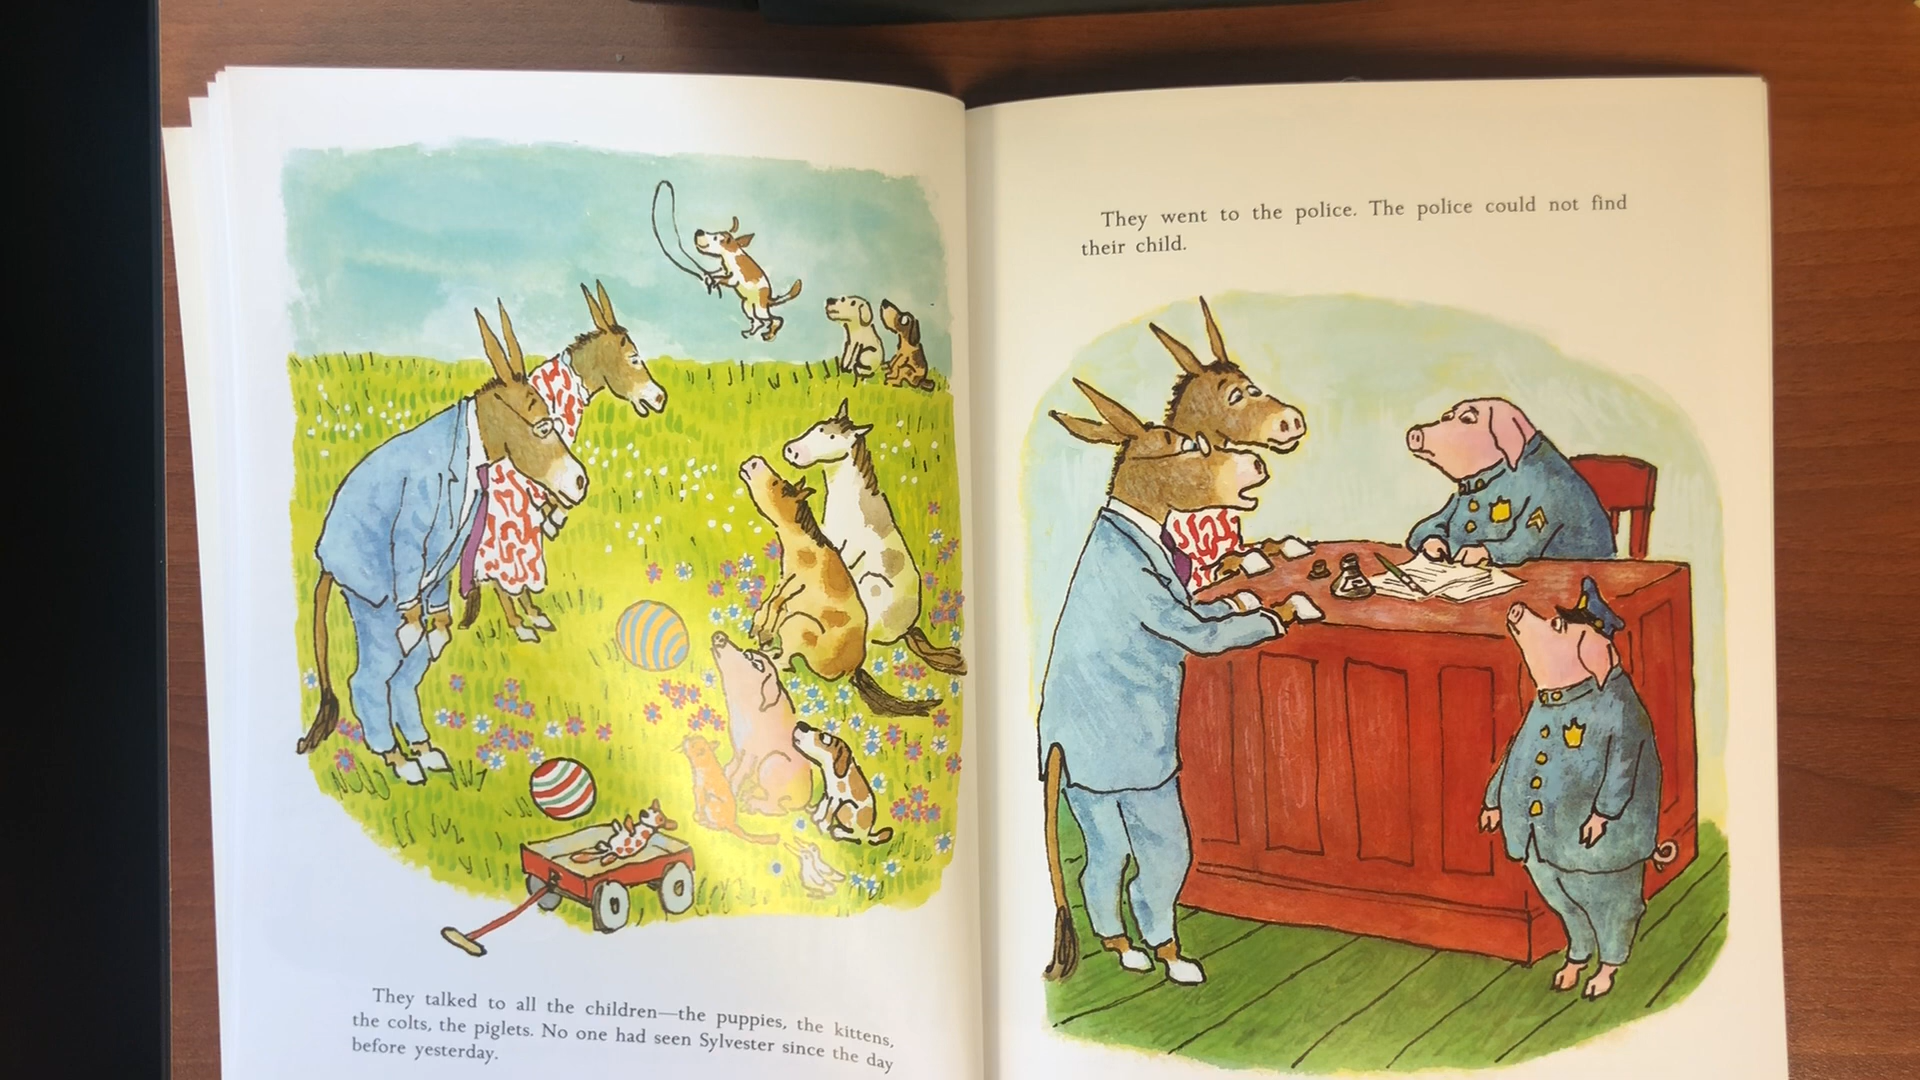 They talked to all the children—the puppies, the kittens,
the colts, the piglets. No one had seen Sylvester since the day
before yesterday.
They went to the police. The police could not find
their child.